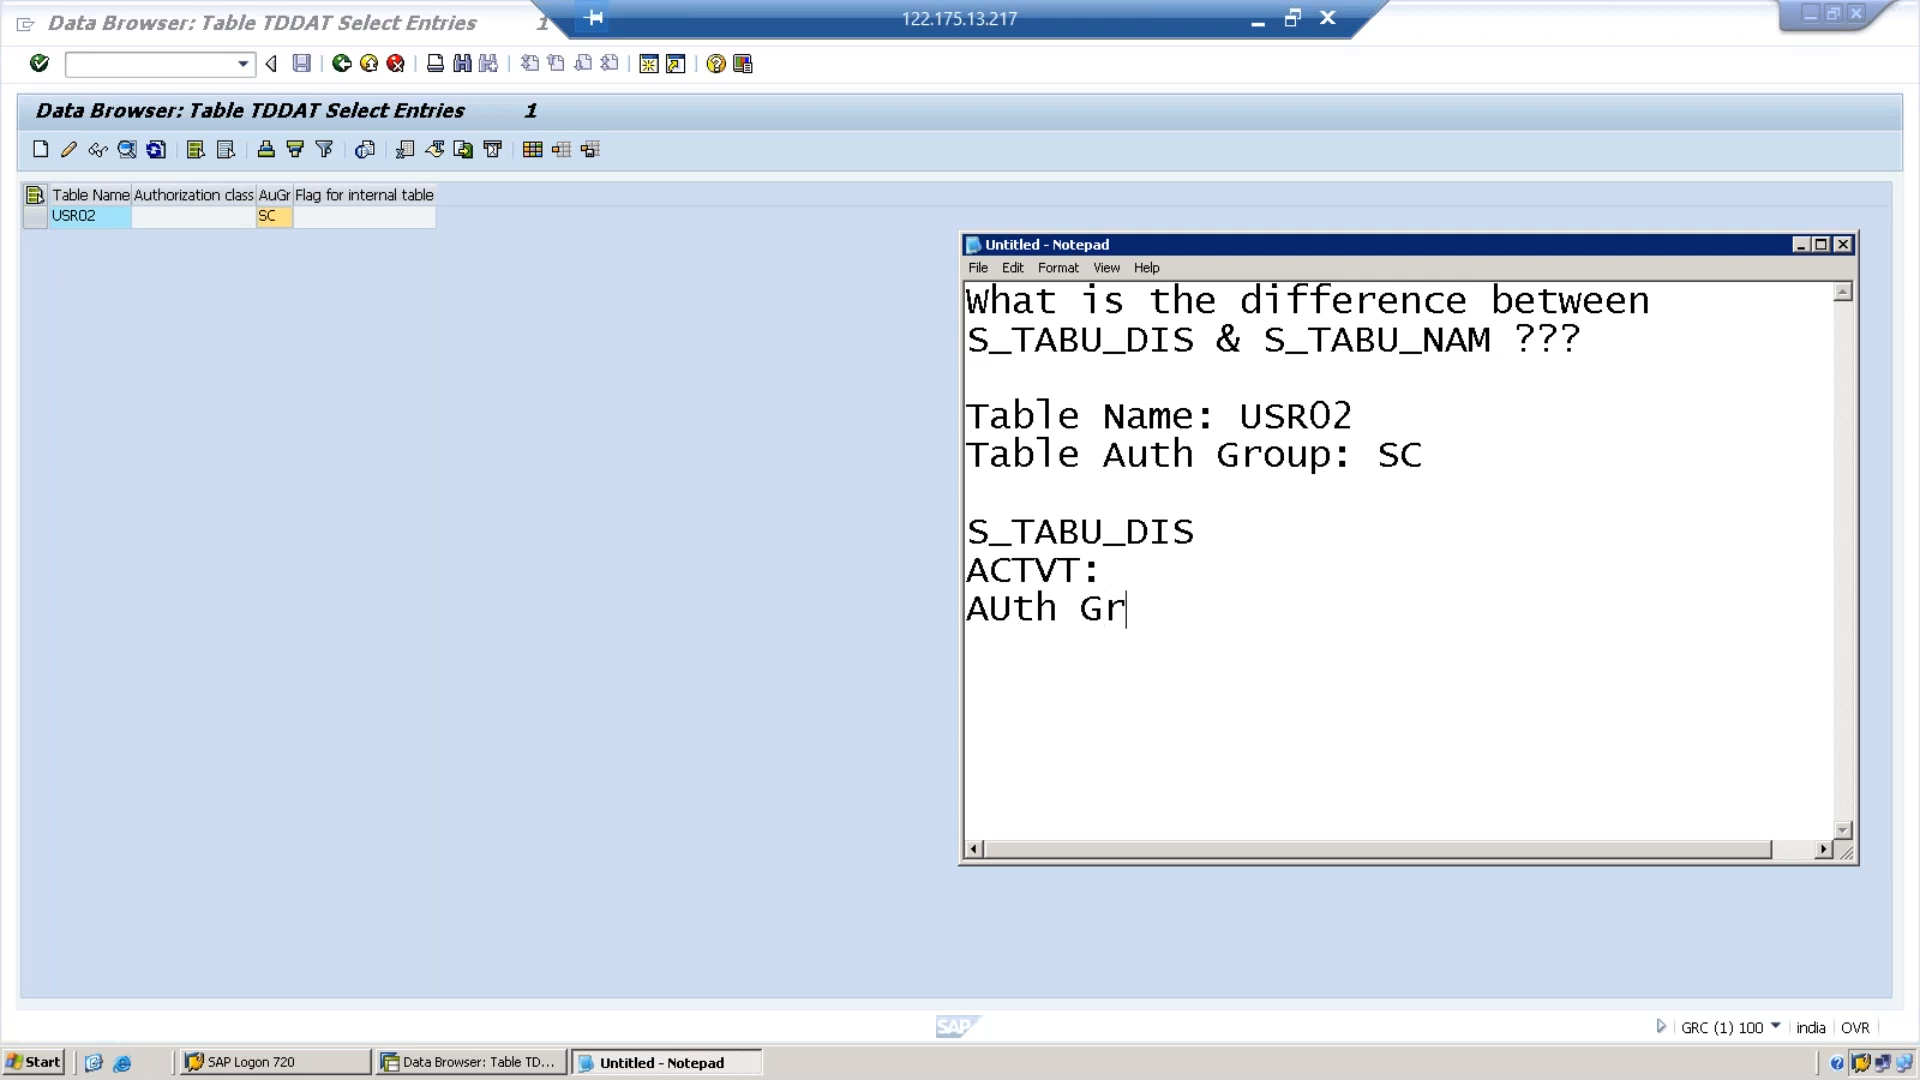 Data Browser: Table TDDAT Select Entries 1
122.175.13.217
Data Browser: Table TDDAT Select Entries 1
Table Name Authorization class AuGr Flag for internal table
USR02 SC
Untitled - Notepad
File Edit Format View Help
What is the difference between
S_TABU_DIS & S_TABU_NAM ???
Table Name: USR02
Table Auth Group: SC
S_TABU_DIS
ACTVT:
AUth Gr
SAP
GRC (1) 100 india OVR
Start SAP Logon 720 Data Browser: Table TD... Untitled - Notepad